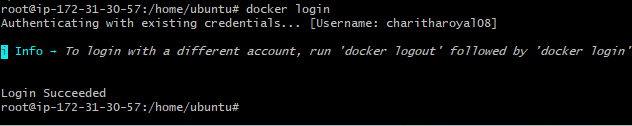 root@ip-172-31-30-57:/home/ubuntu# docker login
Authenticating with existing credentials... [Username: charitharoyal08]
i Info → To login with a different account, run 'docker logout' followed by 'docker login'
Login Succeeded
root@ip-172-31-30-57:/home/ubuntu#